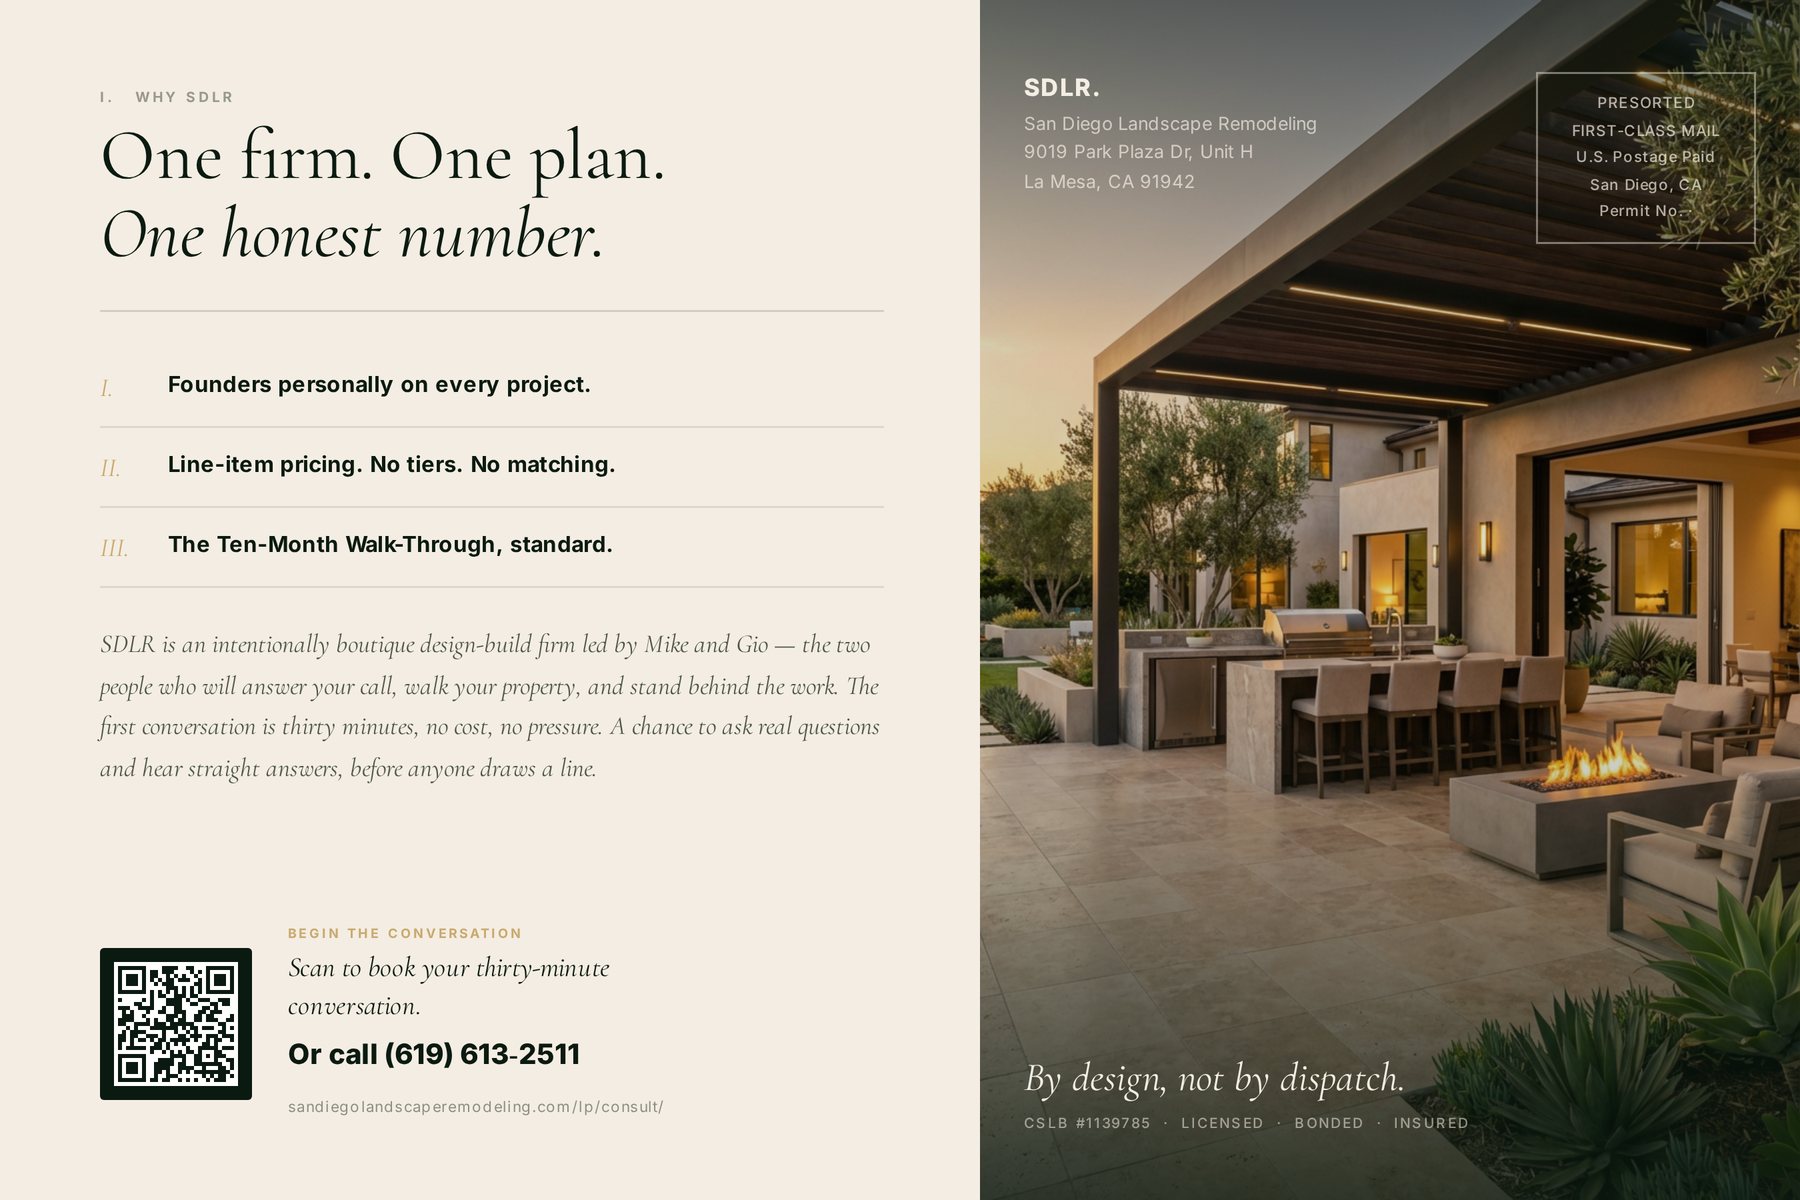 I. WHY SDLR
One firm. One plan.
One honest number.
I. Founders personally on every project.
II. Line-item pricing. No tiers. No matching.
III. The Ten-Month Walk-Through, standard.
SDLR is an intentionally boutique design-build firm led by Mike and Gio — the two
people who will answer your call, walk your property, and stand behind the work. The
first conversation is thirty minutes, no cost, no pressure. A chance to ask real questions
and hear straight answers, before anyone draws a line.
BEGIN THE CONVERSATION
Scan to book your thirty-minute
conversation.
Or call (619) 613-2511
sandiegolandscaperemodeling.com/lp/consult/
SDLR.
San Diego Landscape Remodeling
9019 Park Plaza Dr, Unit H
La Mesa, CA 91942
PRESORTED
FIRST-CLASS MAIL
U.S. Postage Paid
San Diego, CA
Permit No.
By design, not by dispatch.
CSLB #1139785 · LICENSED · BONDED · INSURED